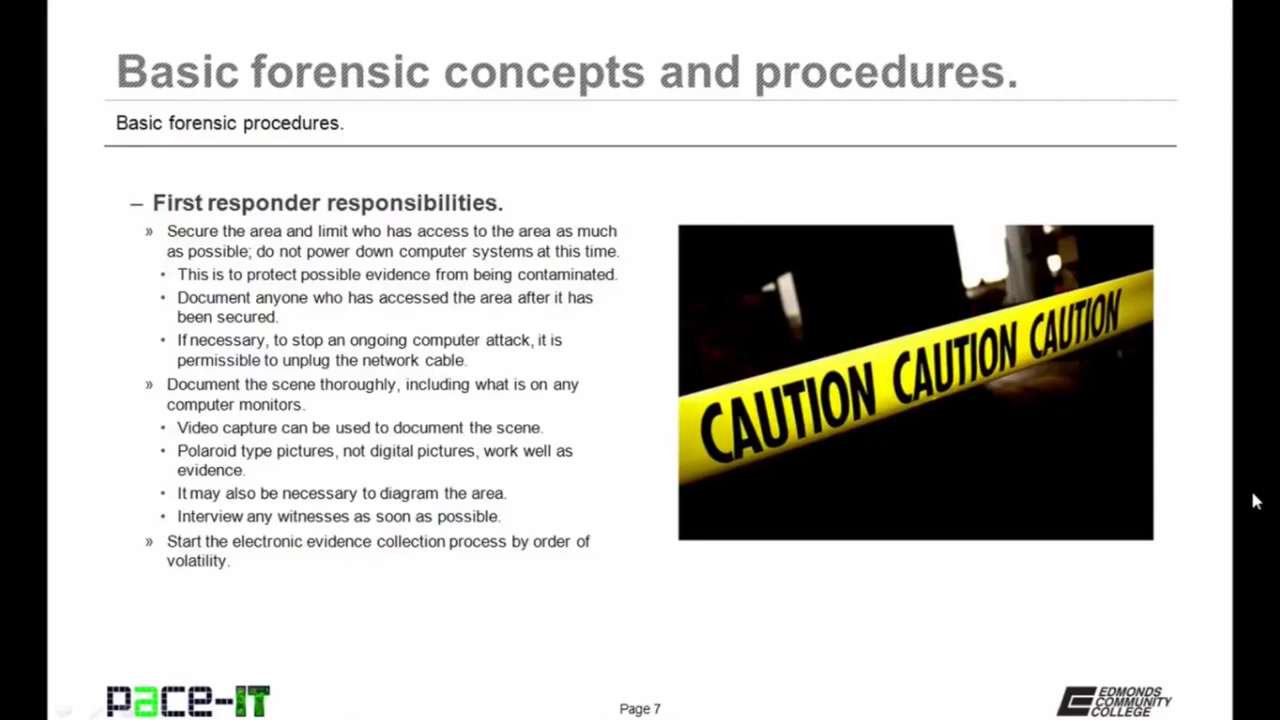 Basic forensic concepts and procedures.
Basic forensic procedures.
– First responder responsibilities.
» Secure the area and limit who has access to the area as much
as possible; do not power down computer systems at this time.
• This is to protect possible evidence from being contaminated.
• Document anyone who has accessed the area after it has
been secured.
• If necessary, to stop an ongoing computer attack, it is
permissible to unplug the network cable.
» Document the scene thoroughly, including what is on any
computer monitors.
• Video capture can be used to document the scene.
• Polaroid type pictures, not digital pictures, work well as
evidence.
• It may also be necessary to diagram the area.
• Interview any witnesses as soon as possible.
» Start the electronic evidence collection process by order of
volatility.
CAUTION CAUTION CAUTION
pace-IT
Page 7
EDMONDS
COMMUNITY
COLLEGE